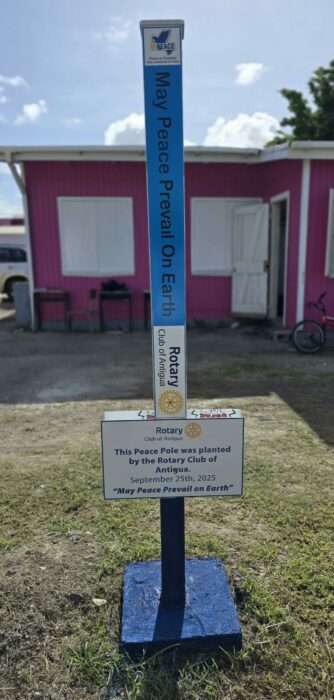 PEACE
May Peace Prevail On Earth
Rotary
Club of Antigua
Rotary
Club of Antigua
This Peace Pole was planted
by the Rotary Club of
Antigua.
September 25th, 2025
"May Peace Prevail on Earth"